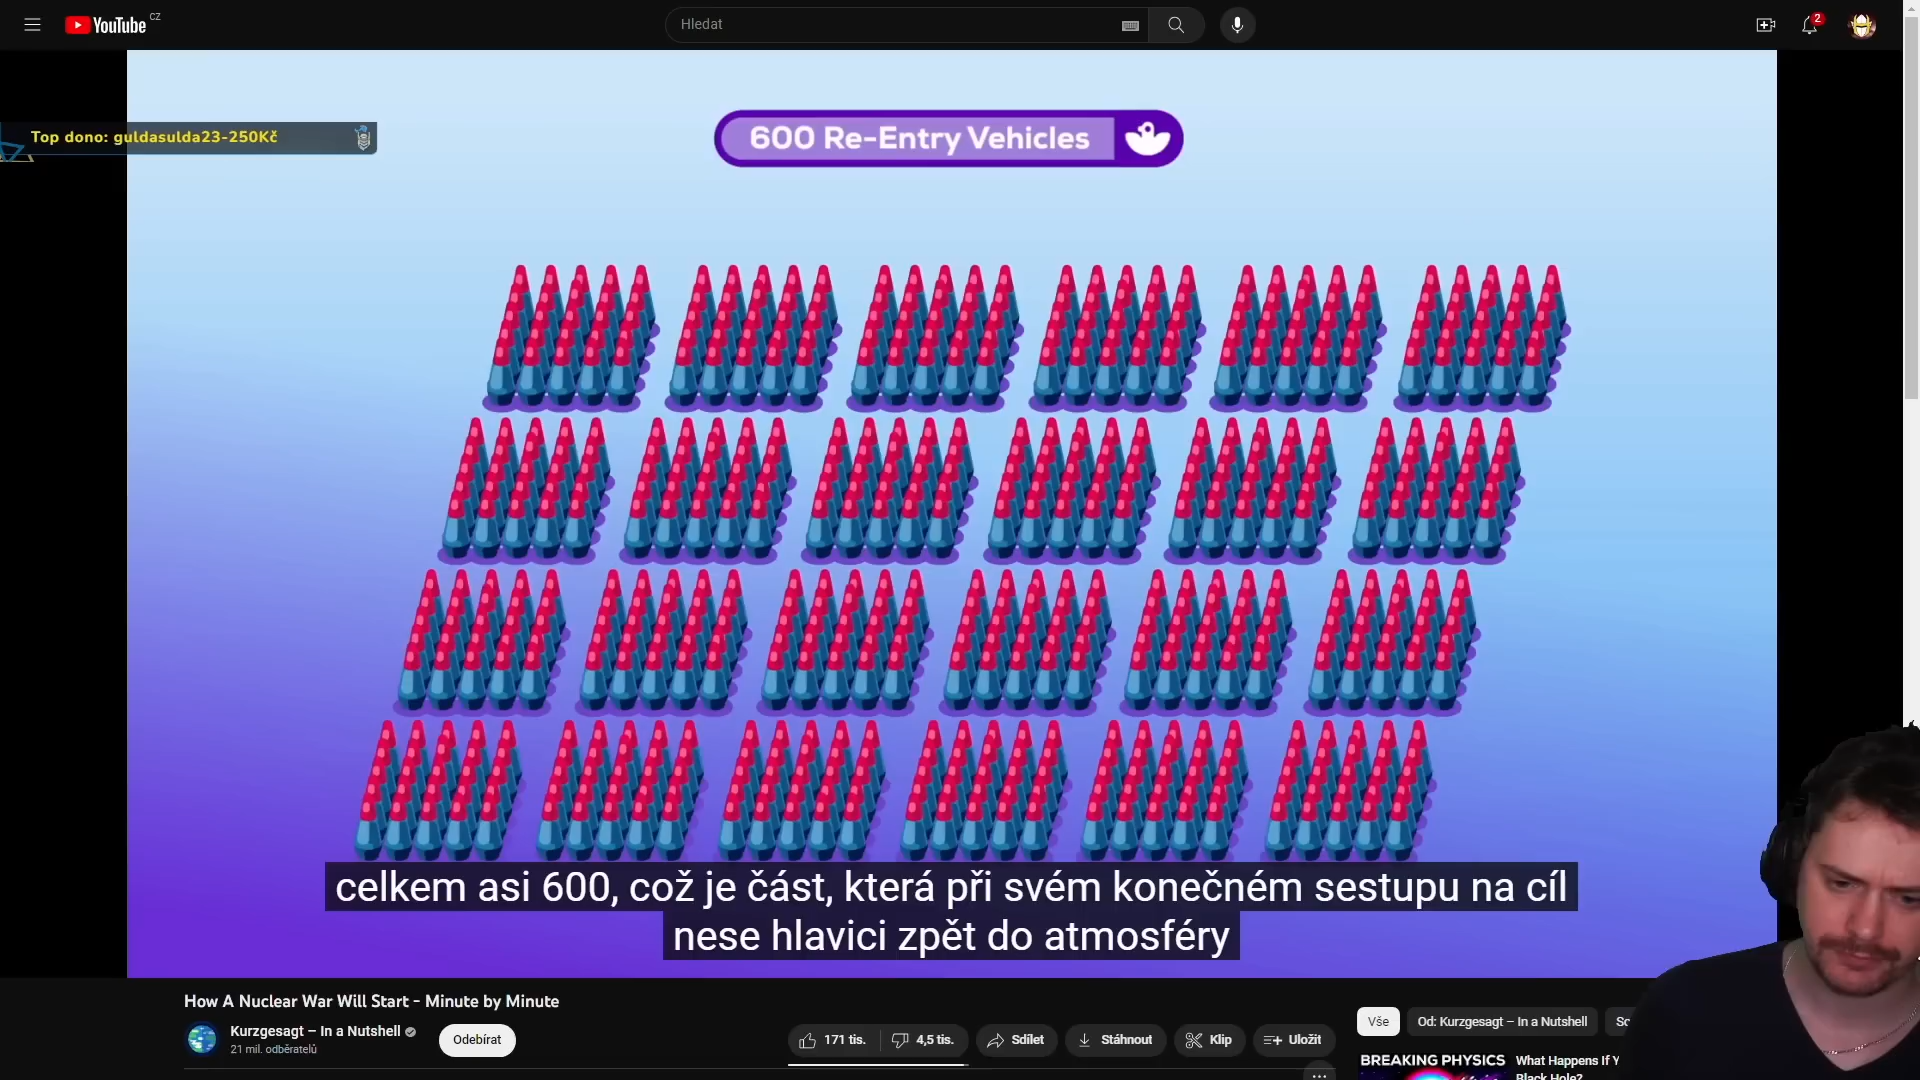 YouTube CZ
Hledat
2
Top dono: guldasulda23-250Kč
600 Re-Entry Vehicles
celkem asi 600, což je část, která při svém konečném sestupu na cíl
nese hlavici zpět do atmosféry
How A Nuclear War Will Start - Minute by Minute
Kurzgesagt – In a Nutshell
21 mil. odběratelů
Odebírat
171 tis.
4,5 tis.
Sdílet
Stáhnout
Klip
Uložit
Vše
Od: Kurzgesagt – In a Nutshell
BREAKING PHYSICS
What Happens If Y
Black Hole?